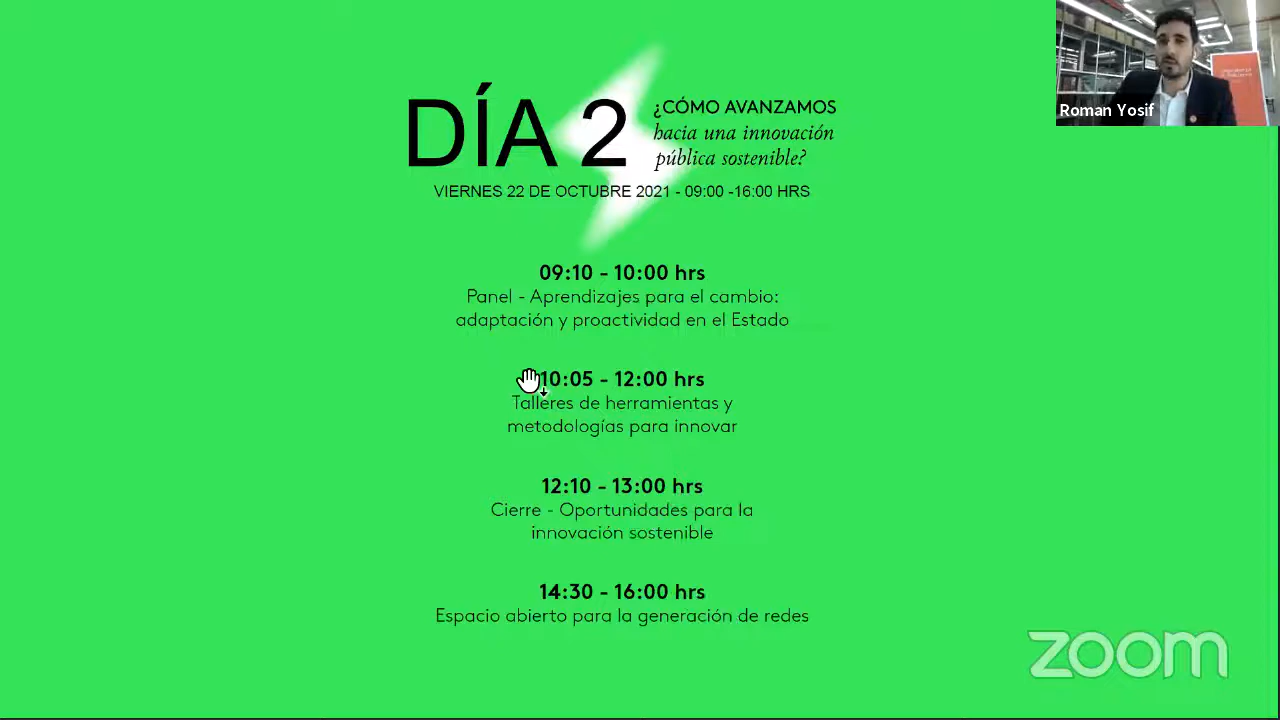 DÍA 2
¿CÓMO AVANZAMOS
hacia una innovación
pública sostenible?
VIERNES 22 DE OCTUBRE 2021 - 09:00 -16:00 HRS
09:10 - 10:00 hrs
Panel - Aprendizajes para el cambio:
adaptación y proactividad en el Estado
10:05 - 12:00 hrs
Talleres de herramientas y
metodologías para innovar
12:10 - 13:00 hrs
Cierre - Oportunidades para la
innovación sostenible
14:30 - 16:00 hrs
Espacio abierto para la generación de redes
Roman Yosif
zoom